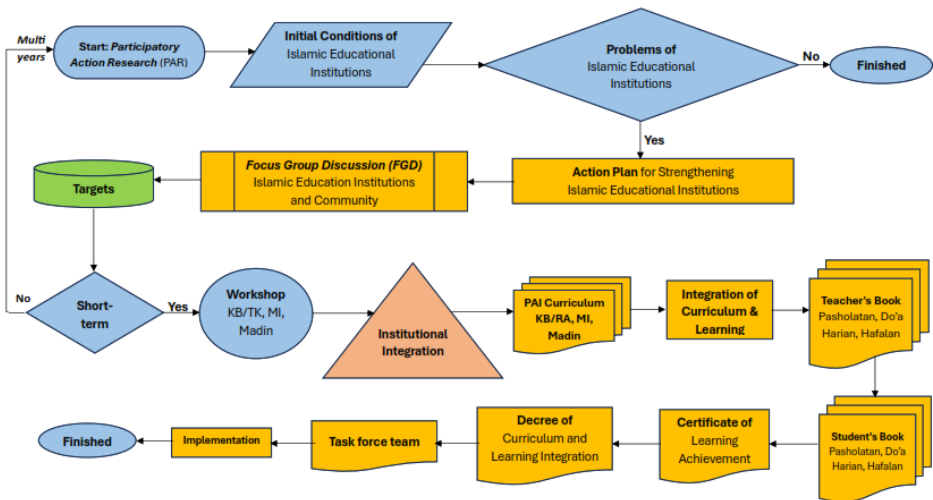 Multi
years
Start: Participatory
Action Research (PAR)
Initial Conditions of
Islamic Educational
Institutions
Problems of
Islamic Educational
Institutions
No
Finished
Yes
Action Plan for Strengthening
Islamic Educational Institutions
Focus Group Discussion (FGD)
Islamic Education Institutions
and Community
Targets
Short-
term
No
Yes
Workshop
KB/TK, MI,
Madin
Institutional
Integration
PAI Curriculum
KB/RA, MI,
Madin
Integration of
Curriculum &
Learning
Teacher's Book
Pasholatan, Do'a
Harian, Hafalan
Student's Book
Pasholatan, Do'a
Harian, Hafalan
Certificate of
Learning
Achievement
Decree of
Curriculum and
Learning Integration
Task force team
Implementation
Finished